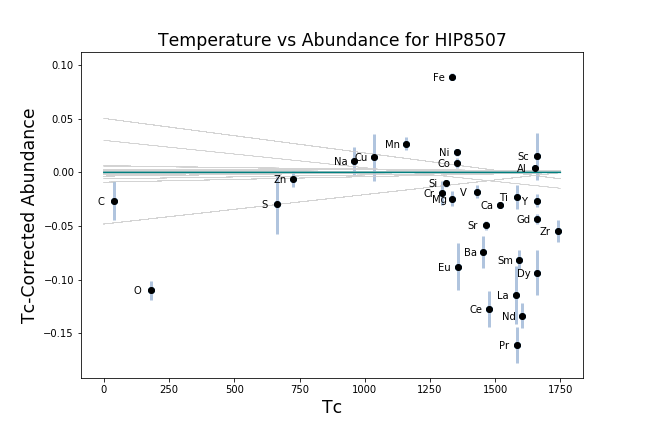 Temperature vs Abundance for HIP8507
Tc-Corrected Abundance
0.10
0.05
0.00
−0.05
−0.10
−0.15
Fe
Mn
Ni
Cu
Na
Co
Sc
Al
Zn
Si
Cr
Mg
V
Ti
Y
Ca
C
S
Gd
Sr
Zr
Ba
Sm
Eu
Dy
O
La
Ce
Nd
Pr
0
250
500
750
1000
1250
1500
1750
Tc